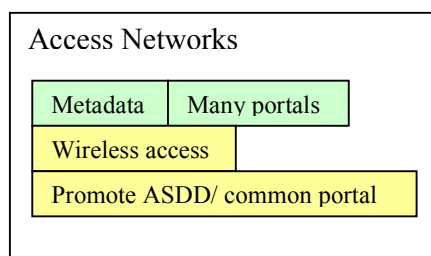 Access Networks
Metadata Many portals
Wireless access
Promote ASDD/ common portal